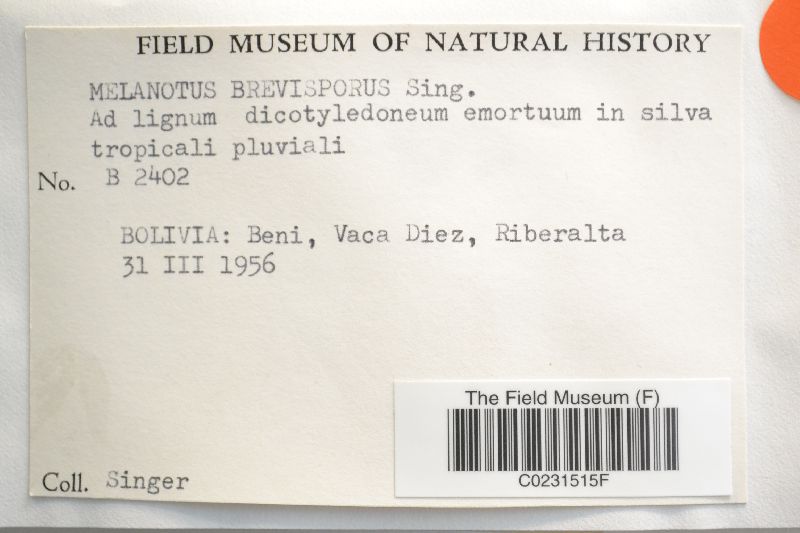 FIELD MUSEUM OF NATURAL HISTORY
MELANOTUS BREVISPORUS Sing.
Ad lignum dicotyledoneum emortuum in silva
tropicali pluviali
No. B 2402
BOLIVIA: Beni, Vaca Diez, Riberalta
31 III 1956
The Field Museum (F)
C0231515F
Coll. Singer